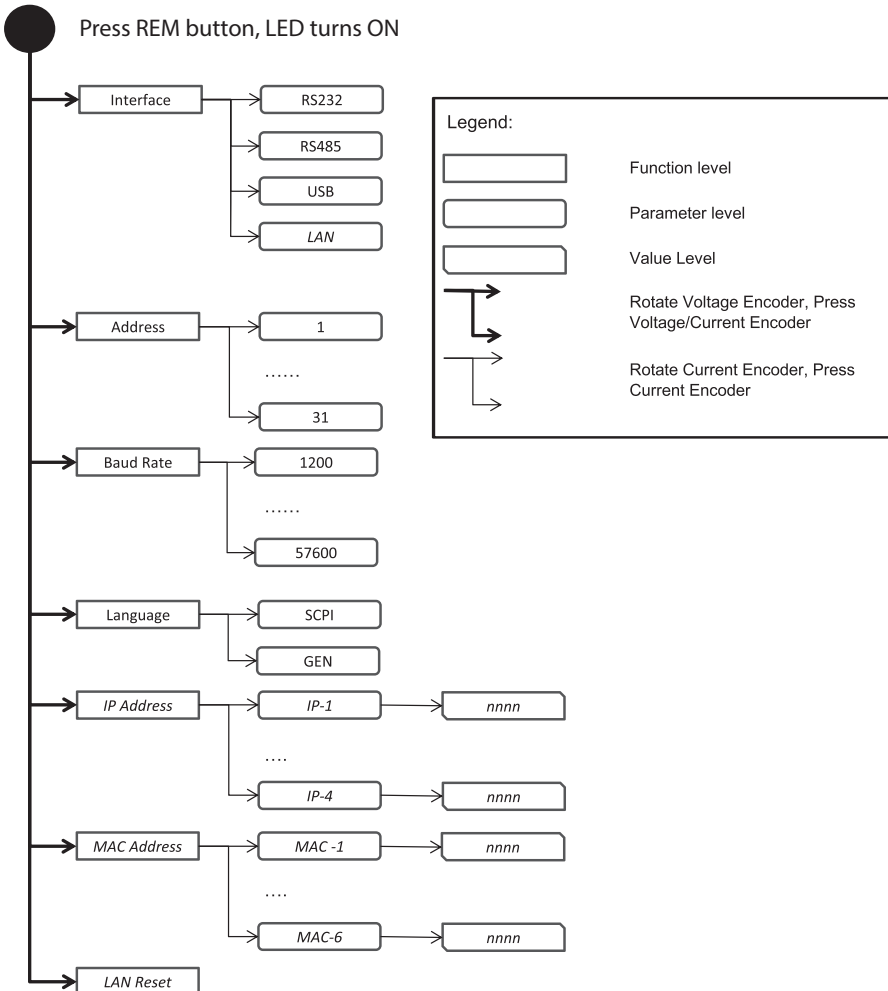 Press REM button, LED turns ON
Interface
RS232
RS485
USB
LAN
Address
1
......
31
Baud Rate
1200
......
57600
Language
SCPI
GEN
IP Address
IP-1
nnnn
....
IP-4
nnnn
MAC Address
MAC -1
nnnn
....
MAC-6
nnnn
LAN Reset
Legend:
Function level
Parameter level
Value Level
Rotate Voltage Encoder, Press
Voltage/Current Encoder
Rotate Current Encoder, Press
Current Encoder